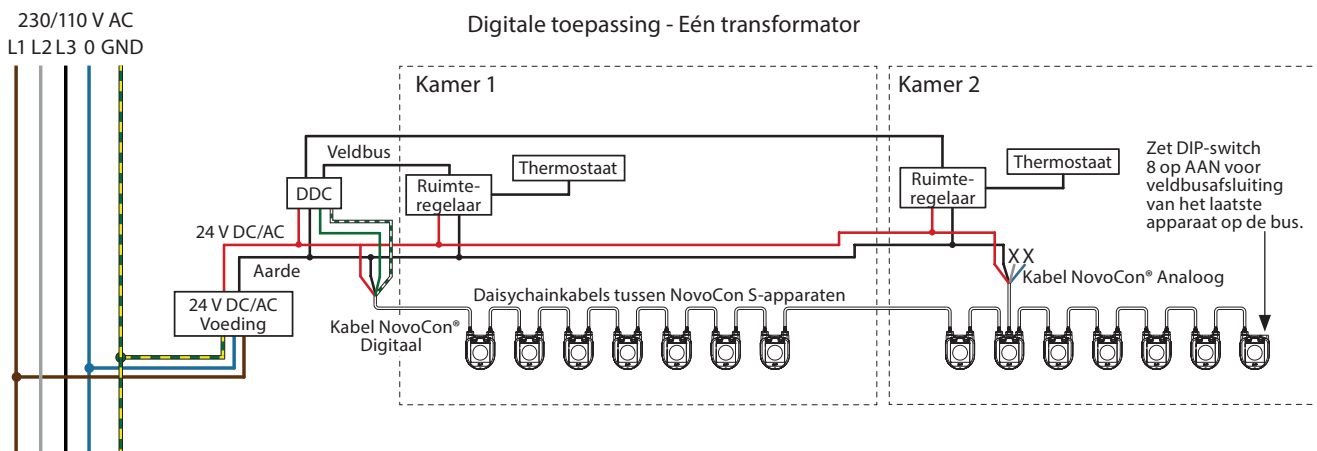 230/110 V AC
L1 L2 L3 0 GND
Digitale toepassing - Eén transformator
Kamer 1
Kamer 2
Veldbus
Thermostaat
DDC
Ruimte-
regelaar
Thermostaat
Ruimte-
regelaar
Zet DIP-switch
8 op AAN voor
veldbusafsluiting
van het laatste
apparaat op de bus.
24 V DC/AC
Aarde
X X
Kabel NovoCon® Analoog
24 V DC/AC
Voeding
Daisychainkabels tussen NovoCon S-apparaten
Kabel NovoCon®
Digitaal